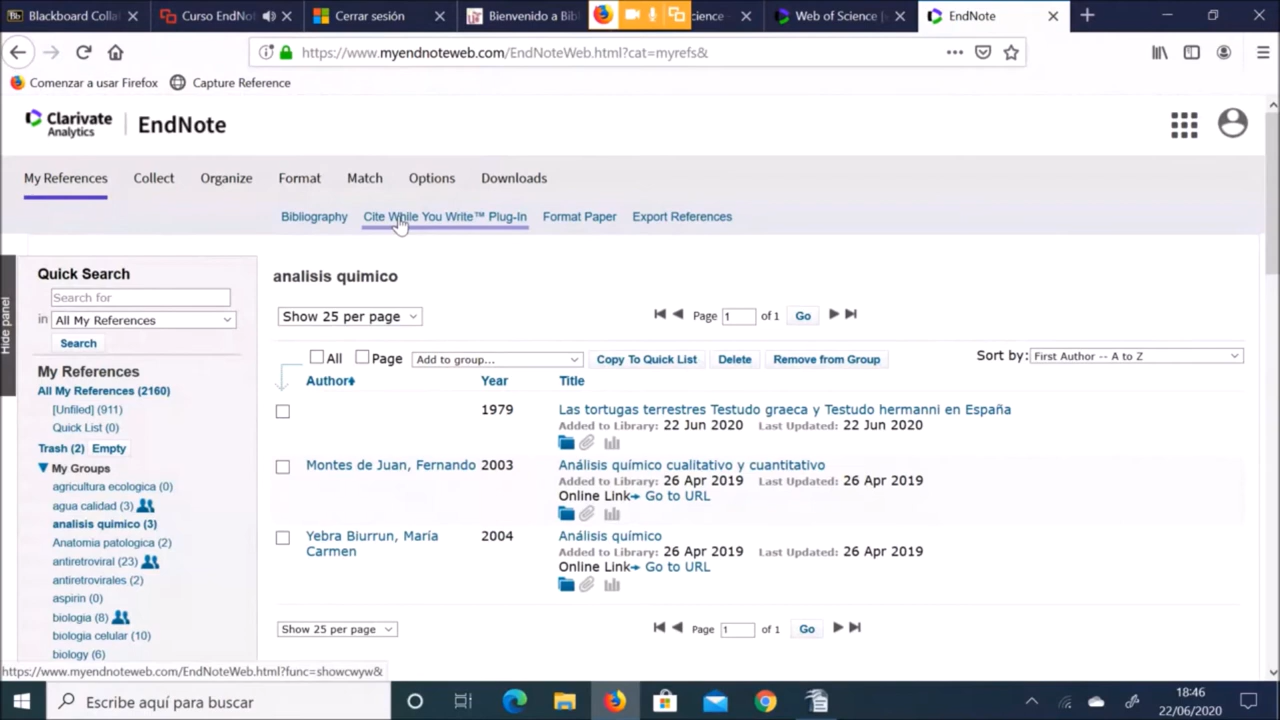 Blackboard Colla
Curso EndNot
Cerrar sesión
Bienvenido a Bib
cience -
Web of Science [v
EndNote
https://www.myendnoteweb.com/EndNoteWeb.html?cat=myrefs&
Comenzar a usar Firefox
Capture Reference
Clarivate
Analytics
EndNote
My References
Collect
Organize
Format
Match
Options
Downloads
Bibliography
Cite While You Write™ Plug-In
Format Paper
Export References
Hide panel
Quick Search
Search for
in All My References
Search
My References
All My References (2160)
[Unfiled] (911)
Quick List (0)
Trash (2) Empty
My Groups
agricultura ecologica (0)
agua calidad (3)
analisis quimico (3)
Anatomia patologica (2)
antiretroviral (23)
antiretrovirales (2)
aspirin (0)
biologia (8)
biologia celular (10)
biology (6)
analisis quimico
Show 25 per page
Page 1 of 1 Go
All Page Add to group... Copy To Quick List Delete Remove from Group
Sort by: First Author -- A to Z
Author Year Title
1979 Las tortugas terrestres Testudo graeca y Testudo hermanni en España
Added to Library: 22 Jun 2020 Last Updated: 22 Jun 2020
Montes de Juan, Fernando 2003 Análisis químico cualitativo y cuantitativo
Added to Library: 26 Apr 2019 Last Updated: 26 Apr 2019
Online Link Go to URL
Yebra Biurrun, María 2004 Análisis químico
Carmen Added to Library: 26 Apr 2019 Last Updated: 26 Apr 2019
Online Link Go to URL
Show 25 per page
Page 1 of 1 Go
https://www.myendnoteweb.com/EndNoteWeb.html?func=showcwyw&
Escribe aquí para buscar
18:46
22/06/2020